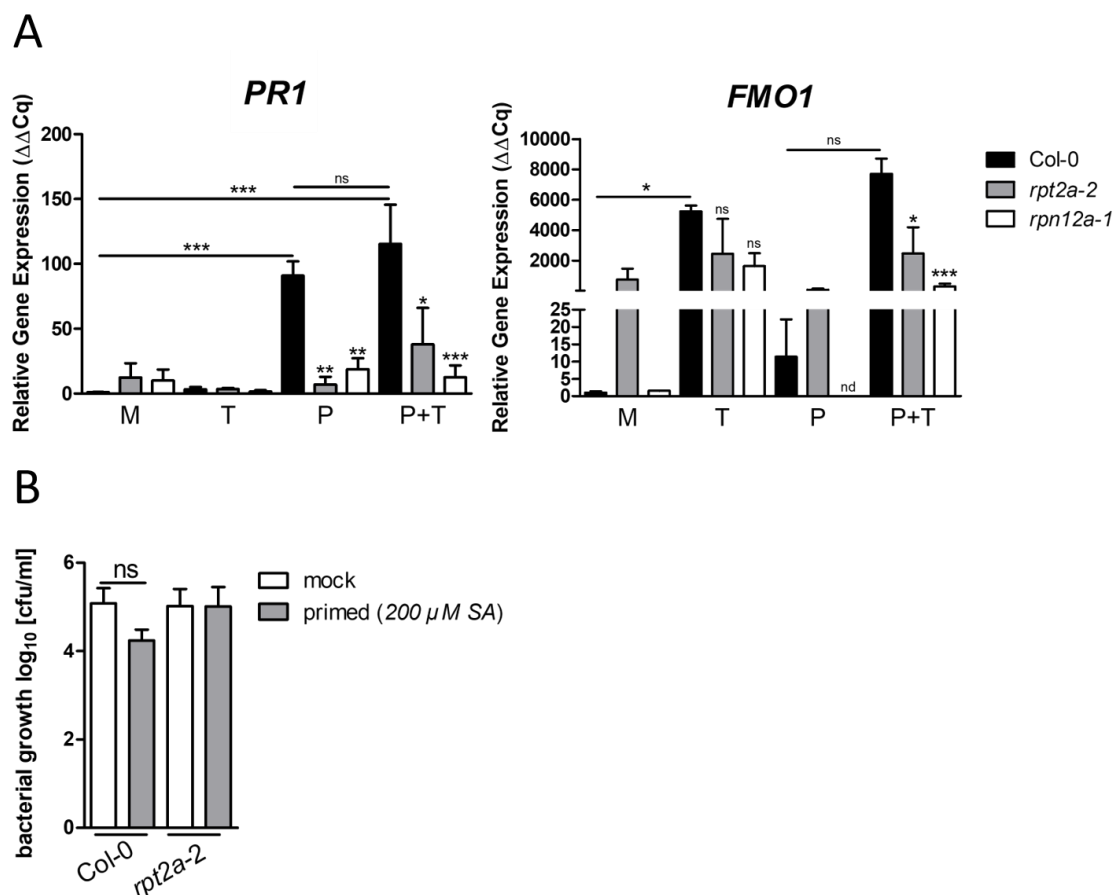 A
PR1
Relative Gene Expression (ΔΔCq)
200
150
100
50
0
***
***
ns
**
**
*
***
M
T
P
P+T
FMO1
Relative Gene Expression (ΔΔCq)
10000
8000
6000
4000
2000
25
20
15
10
5
0
*
ns
ns
ns
nd
*
***
M
T
P
P+T
Col-0
rpt2a-2
rpn12a-1
B
bacterial growth log₁₀ [cfu/ml]
6
4
2
0
ns
Col-0
rpt2a-2
mock
primed (200 µM SA)